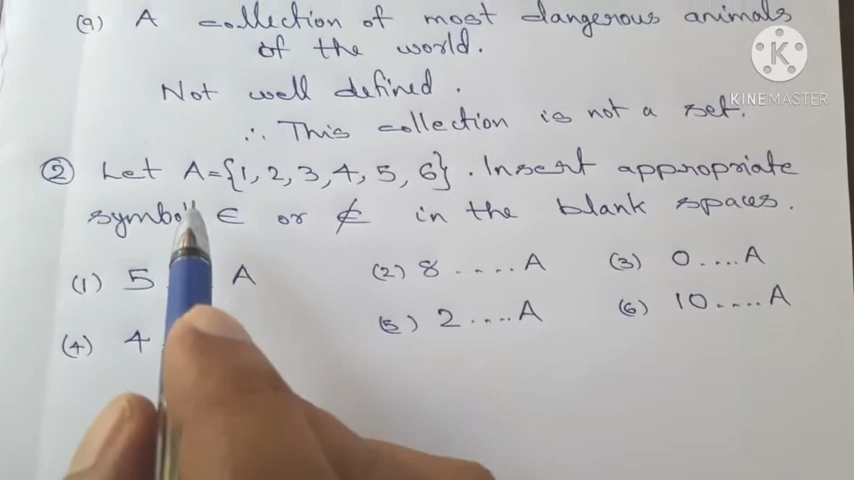 (9) A collection of most dangerous animals
of the world.
Not well defined.
∴ This collection is not a set.
② Let A={1, 2, 3, 4, 5, 6}. Insert appropriate
symbol ∈ or ∉ in the blank spaces.
(1) 5 A (2) 8 ..... A (3) 0....A
(4) 4 (5) 2 ....A (6) 10....A
K
KINEMASTER